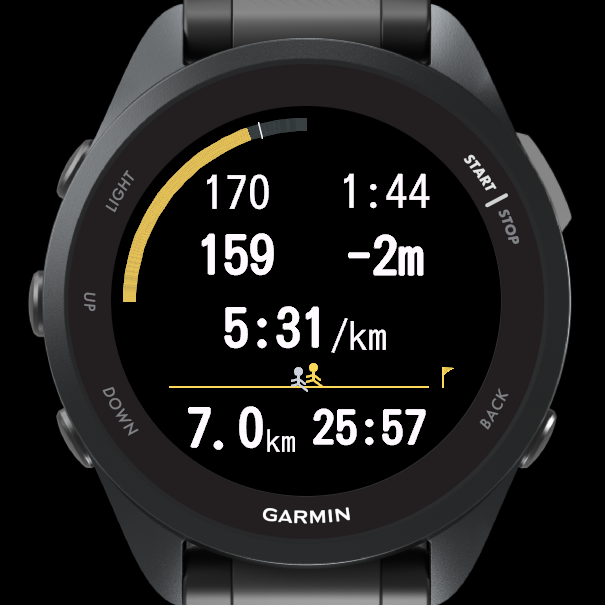 LIGHT
START
STOP
UP
DOWN
BACK
170 1:44
159 -2m
5:31/km
7.0km 25:57
GARMIN